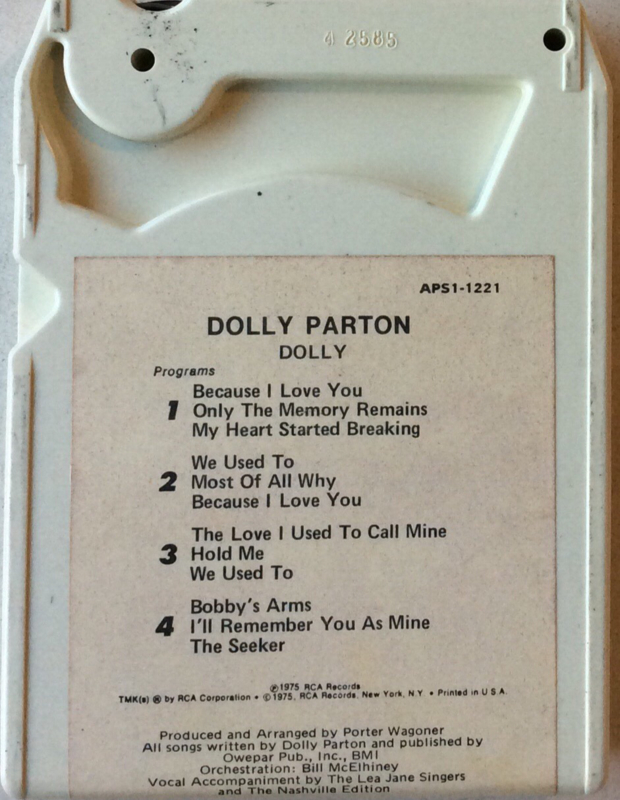 4 2585
APS1-1221
DOLLY PARTON
DOLLY
Programs
1
Because I Love You
Only The Memory Remains
My Heart Started Breaking
2
We Used To
Most Of All Why
Because I Love You
3
The Love I Used To Call Mine
Hold Me
We Used To
4
Bobby's Arms
I'll Remember You As Mine
The Seeker
℗1975 RCA Records
TMK(s) ® by RCA Corporation • ©1975, RCA Records, New York, N.Y. • Printed in U.S.A.
Produced and Arranged by Porter Wagoner
All songs written by Dolly Parton and published by
Owepar Pub., Inc., BMI
Orchestration: Bill McElhiney
Vocal Accompaniment by The Lea Jane Singers
and The Nashville Edition